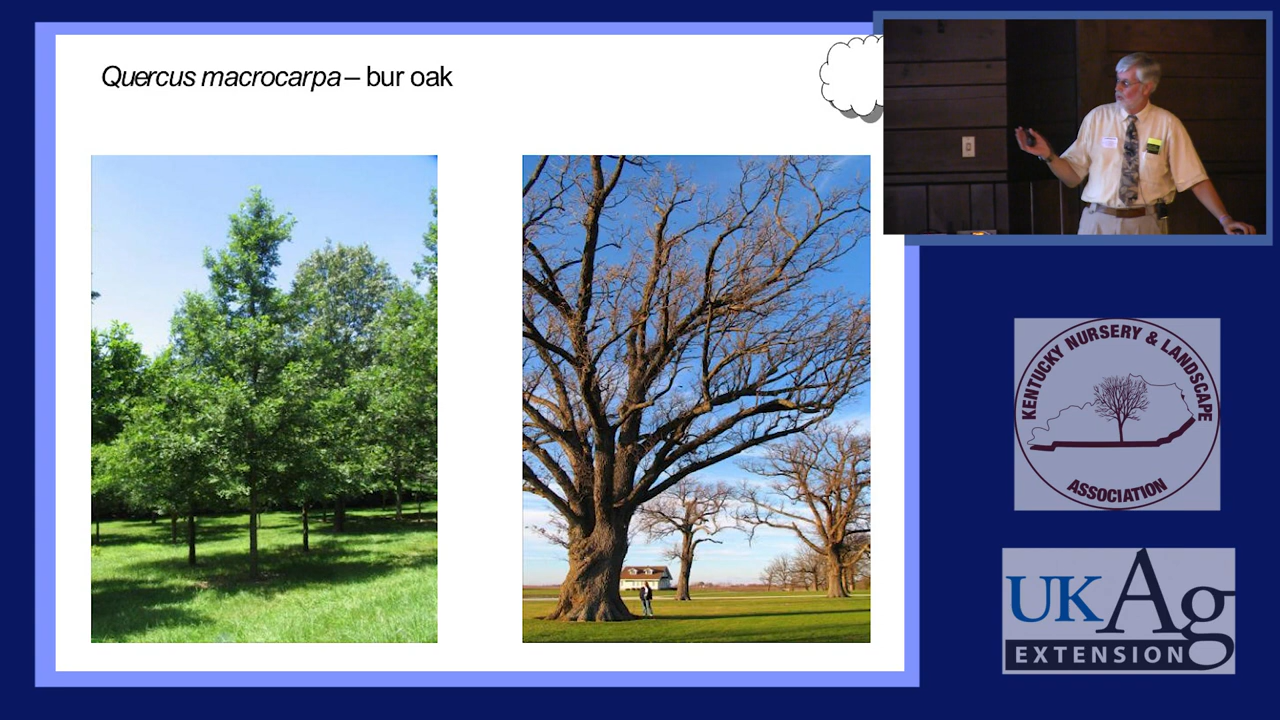 Quercus macrocarpa – bur oak
KENTUCKY NURSERY & LANDSCAPE
ASSOCIATION
UKAg
EXTENSION